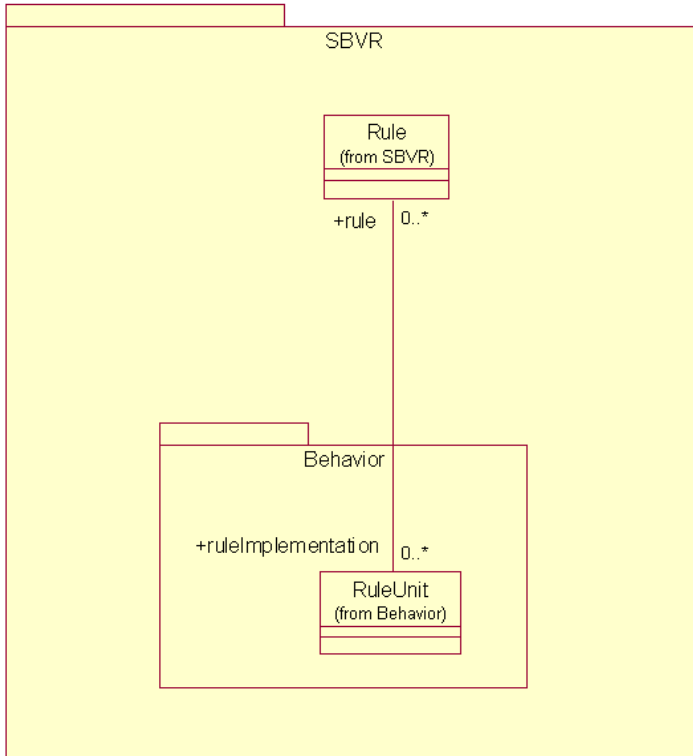 SBVR
Rule
(from SBVR)
+rule
0..*
Behavior
+ruleImplementation
0..*
RuleUnit
(from Behavior)